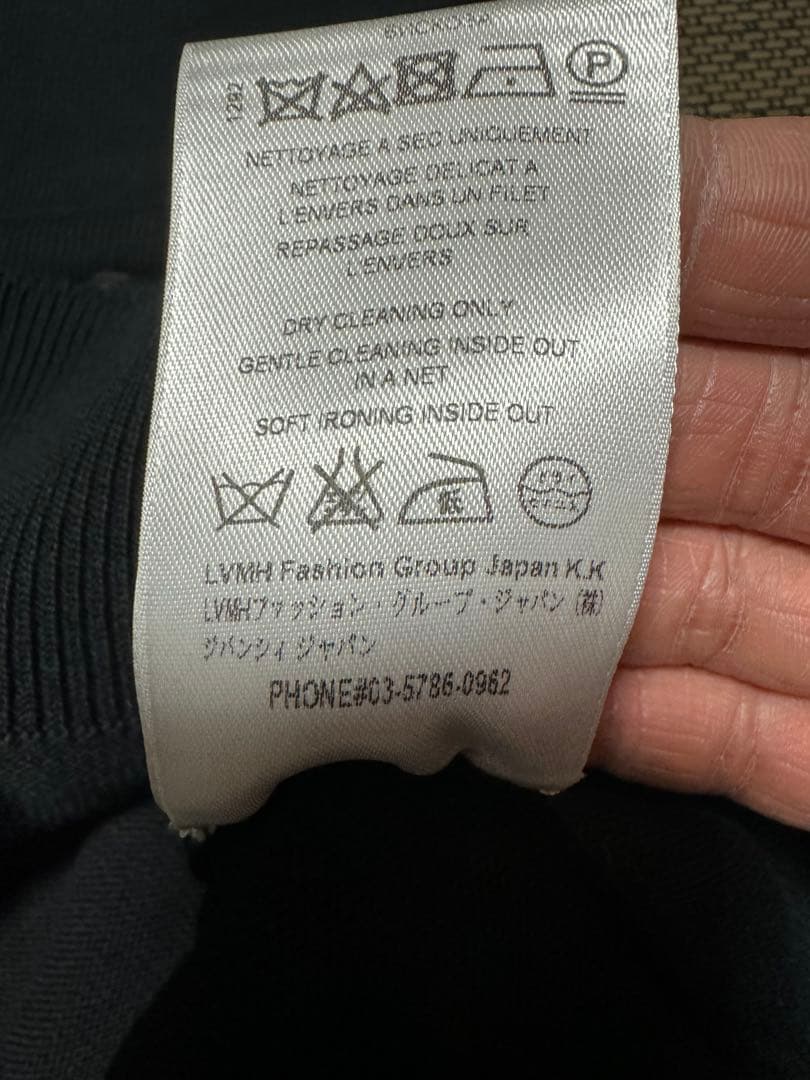 1297
P
NETTOYAGE A SEC UNIQUEMENT
NETTOYAGE DELICAT A
L'ENVERS DANS UN FILET
REPASSAGE DOUX SUR
L'ENVERS
DRY CLEANING ONLY
GENTLE CLEANING INSIDE OUT
IN A NET
SOFT IRONING INSIDE OUT
低
LVMH Fashion Group Japan K.K
LVMHファッション・グループ・ジャパン (株)
ジバンシィ ジャパン
PHONE#03-5786-0962